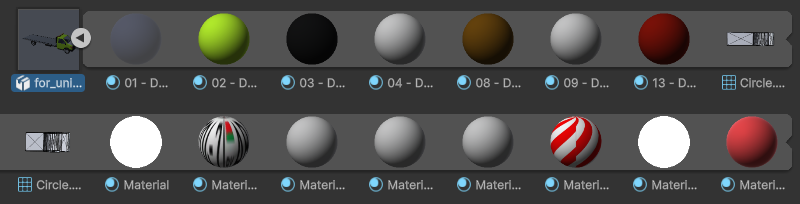 for_uni...
01 - D...
02 - D...
03 - D...
04 - D...
08 - D...
09 - D...
13 - D...
Circle....
Circle....
Material
Materi...
Materi...
Materi...
Materi...
Materi...
Materi...
Materi...